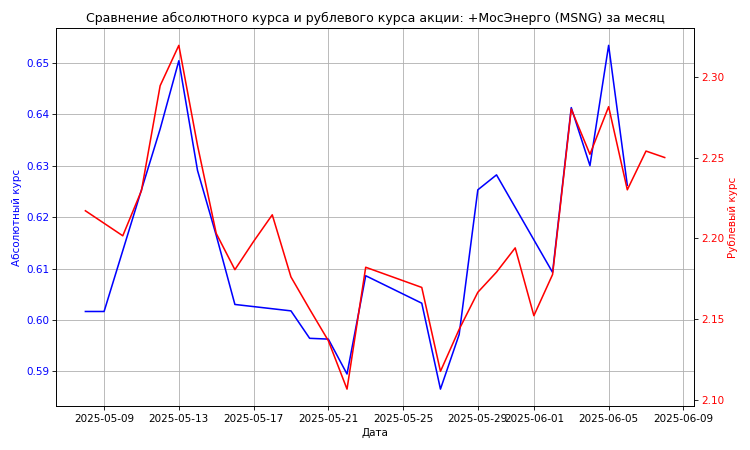 Сравнение абсолютного курса и рублевого курса акции: +МосЭнерго (MSNG) за месяц
0.65
0.64
0.63
0.62
0.61
0.60
0.59
Абсолютный курс
2.30
2.25
2.20
2.15
2.10
Рублевый курс
2025-05-09 2025-05-13 2025-05-17 2025-05-21 2025-05-25 2025-05-29 2025-06-01 2025-06-05 2025-06-09
Дата